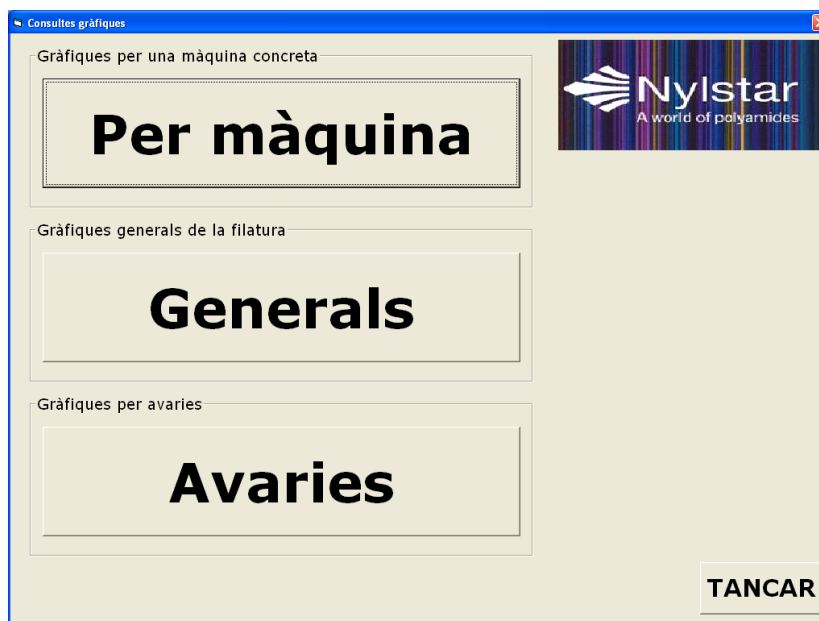 Consultes gràfiques
Gràfiques per una màquina concreta
Per màquina
Nylstar
A world of polyamides
Gràfiques generals de la filatura
Generals
Gràfiques per avaries
Avaries
TANCAR